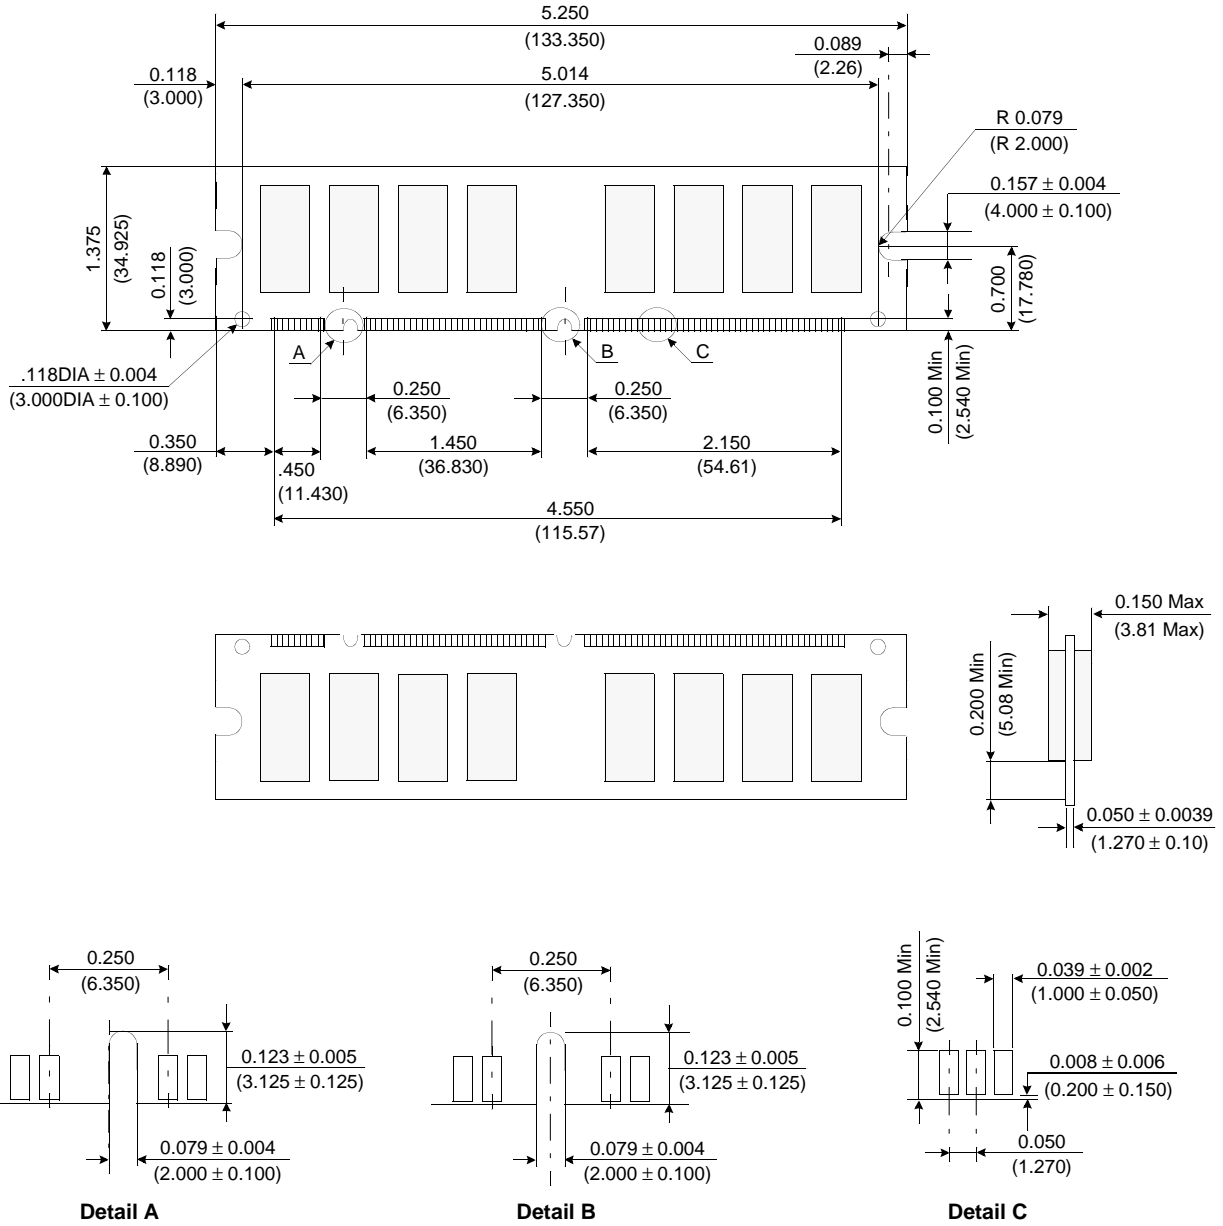 5.250
(133.350)
0.089
(2.26)
0.118
(3.000)
5.014
(127.350)
R 0.079
(R 2.000)
0.157 ± 0.004
(4.000 ± 0.100)
1.375
(34.925)
0.118
(3.000)
0.700
(17.780)
A
B
C
.118DIA ± 0.004
(3.000DIA ± 0.100)
0.250
(6.350)
0.250
(6.350)
0.100 Min
(2.540 Min)
0.350
(8.890)
.450
(11.430)
1.450
(36.830)
2.150
(54.61)
4.550
(115.57)
0.150 Max
(3.81 Max)
0.200 Min
(5.08 Min)
0.050 ± 0.0039
(1.270 ± 0.10)
0.250
(6.350)
0.123 ± 0.005
(3.125 ± 0.125)
0.079 ± 0.004
(2.000 ± 0.100)
Detail A
0.250
(6.350)
0.123 ± 0.005
(3.125 ± 0.125)
0.079 ± 0.004
(2.000 ± 0.100)
Detail B
0.100 Min
(2.540 Min)
0.039 ± 0.002
(1.000 ± 0.050)
0.008 ± 0.006
(0.200 ± 0.150)
0.050
(1.270)
Detail C